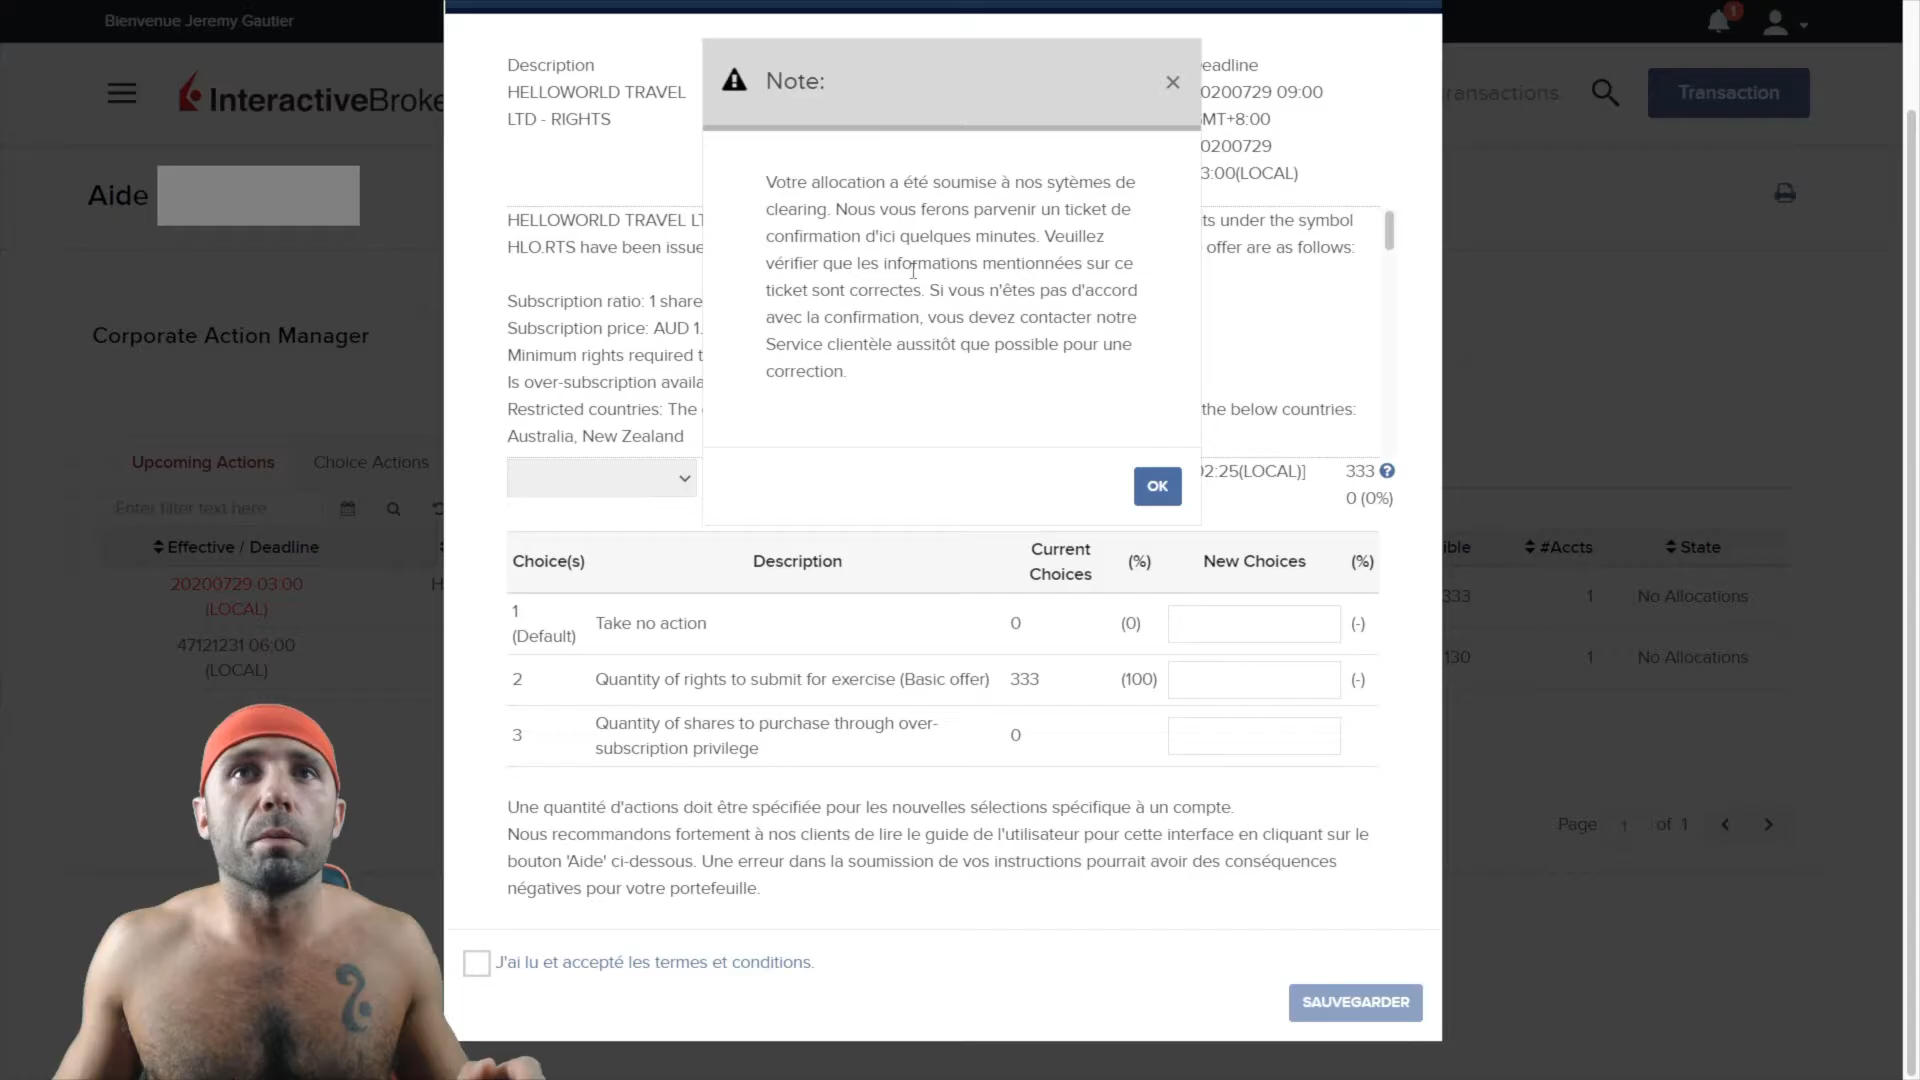 Bienvenue Jeremy Gautier
1
InteractiveBroke
ransactions
Transaction
Aide
Corporate Action Manager
Upcoming Actions
Choice Actions
Enter filter text here
Effective / Deadline
20200729 03:00
(LOCAL)
47121231 06:00
(LOCAL)
Description
HELLOWORLD TRAVEL
LTD - RIGHTS
eadline
0200729 09:00
MT+8:00
0200729
3:00(LOCAL)
Note:
Votre allocation a été soumise à nos sytèmes de
clearing. Nous vous ferons parvenir un ticket de
confirmation d'ici quelques minutes. Veuillez
vérifier que les informations mentionnées sur ce
ticket sont correctes. Si vous n'êtes pas d'accord
avec la confirmation, vous devez contacter notre
Service clientèle aussitôt que possible pour une
correction.
OK
HELLOWORLD TRAVEL LT
ts under the symbol
HLO.RTS have been issue
offer are as follows:
Subscription ratio: 1 share
Subscription price: AUD 1.
Minimum rights required t
Is over-subscription availa
Restricted countries: The
the below countries:
Australia, New Zealand
02:25(LOCAL)]
333
0 (0%)
Choice(s) Description Current Choices (%) New Choices (%)
1 (Default) Take no action 0 (0) (-)
2 Quantity of rights to submit for exercise (Basic offer) 333 (100) (-)
3 Quantity of shares to purchase through over-
subscription privilege 0
Une quantité d'actions doit être spécifiée pour les nouvelles sélections spécifique à un compte.
Nous recommandons fortement à nos clients de lire le guide de l'utilisateur pour cette interface en cliquant sur le
bouton 'Aide' ci-dessous. Une erreur dans la soumission de vos instructions pourrait avoir des conséquences
négatives pour votre portefeuille.
J'ai lu et accepté les termes et conditions.
SAUVEGARDER
ible #Accts State
333 1 No Allocations
130 1 No Allocations
Page 1 of 1